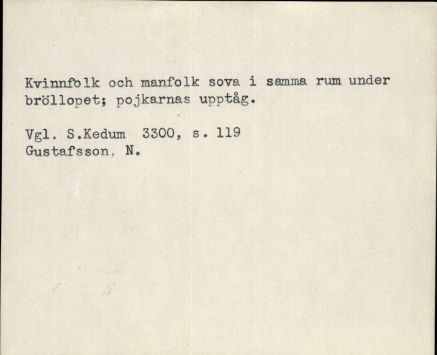 Kvinnfolk och manfolk sova i samma rum under
bröllopet; pojkarnas upptåg.
Vgl. S.Kedum 3300, s. 119
Gustafsson, N.